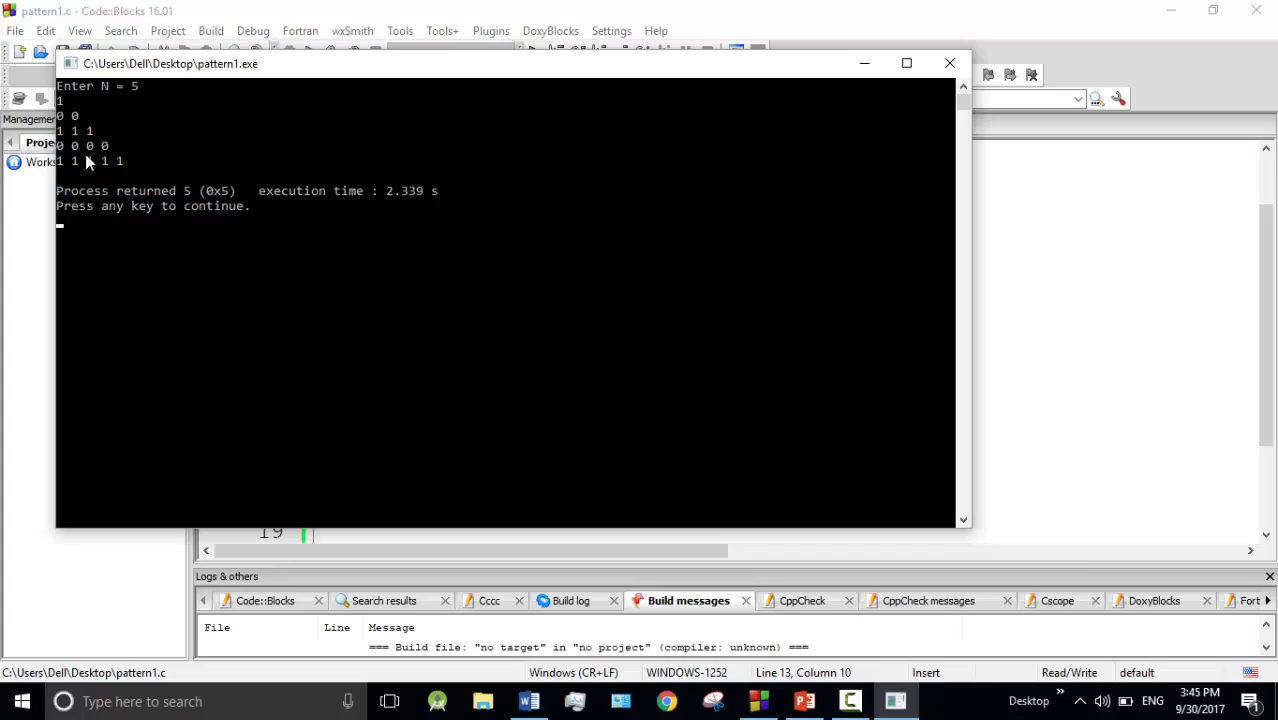 pattern1.c - Code::Blocks 16.01
File Edit View Search Project Build Debug Fortran wxSmith Tools Tools+ Plugins DoxyBlocks Settings Help
C:\Users\Dell\Desktop\pattern1.exe
Enter N = 5
1
0 0
1 1 1
0 0 0 0
1 1 1 1 1
Process returned 5 (0x5) execution time : 2.339 s
Press any key to continue.
Management
19
Logs & others
Code::Blocks Search results Cccc Build log Build messages CppCheck CppCheck messages Cscope DoxyBlocks Fort
File Line Message
=== Build file: "no target" in "no project" (compiler: unknown) ===
C:\Users\Dell\Desktop\pattern1.c Windows (CR+LF) WINDOWS-1252 Line 13, Column 10 Insert Read/Write default
Type here to search Desktop ENG 3:45 PM
9/30/2017